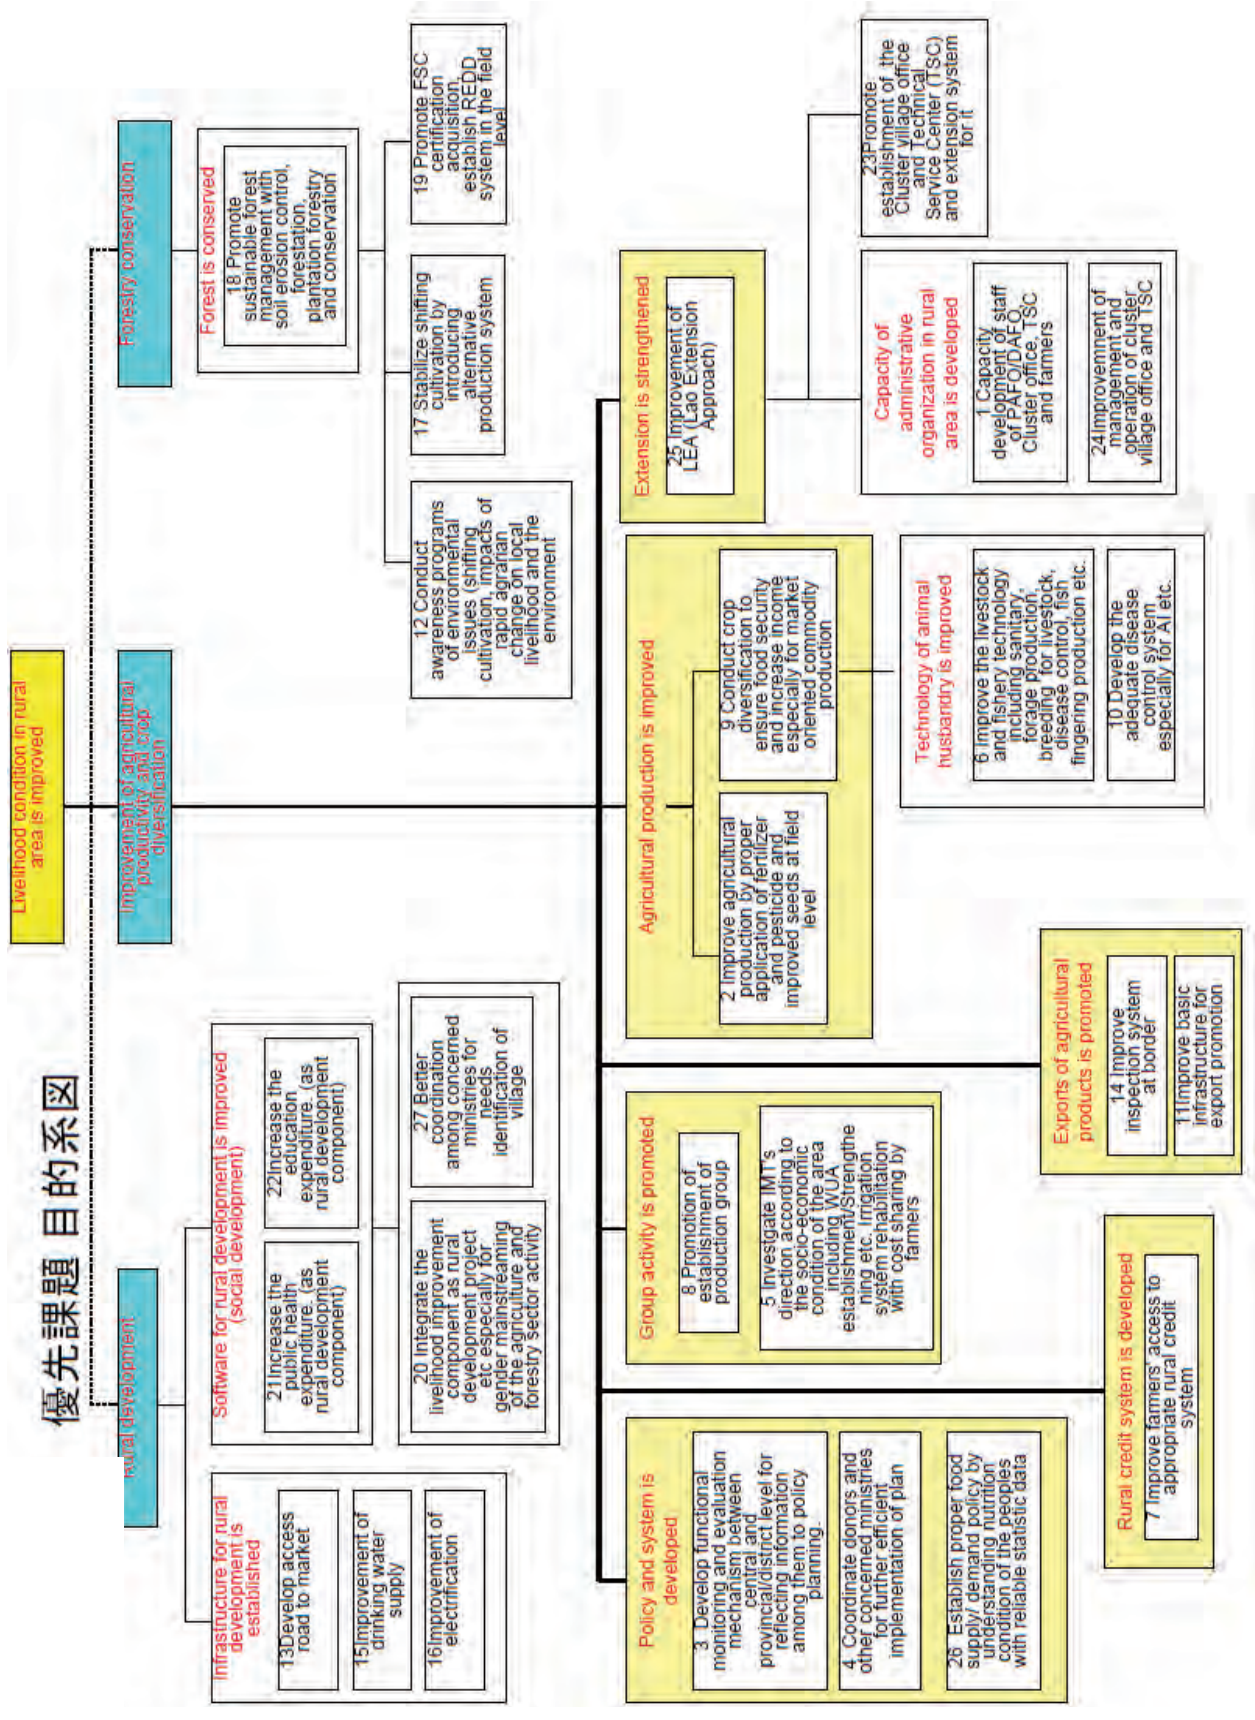 優先課題 目的系図
Livelihood condition in rural
area is improved
Rural development
Improvement of agricultural
productivity and crop
diversification
Forestry conservation
Infrastructure for rural
development is
established
13Develop access
road to market
15Improvement of
drinking water
supply
16Improvement of
electrification
Software for rural development is improved
(social development)
21Increase the
public health
expenditure. (as
rural development
component)
22Increase the
education
expenditure. (as
rural development
component)
20 Integrate the
livelihood improvement
component as rural
development project
etc especially for
gender mainstreaming
of the agriculture and
forestry sector activity
27 Better
coordination
among concerned
ministries for
needs
identification of
village
Forest is conserved
18 Promote
sustainable forest
management with
soil erosion control,
forestation,
plantation forestry
and conservation
12 Conduct
awareness programs
of environmental
issues (shifting
cultivation, impacts of
rapid agrarian
change on local
livelihood and the
environment
17 Stabilize shifting
cultivation by
introducing
alternative
production system
19 Promote FSC
certification
acquisition,
establish REDD
system in the field
level
Policy and system is
developed
3 Develop functional
monitoring and evaluation
mechanism between
central and
provincial/district level for
reflecting information
among them to policy
planning.
4 Coordinate donors and
other concerned ministries
for further efficient
implementation of plan
26 Establish proper food
supply/ demand policy by
understanding nutrition
condition of the peoples
with reliable statistic data
Rural credit system is developed
7 Improve farmers' access to
appropriate rural credit
system
Group activity is promoted
8 Promotion of
establishment of
production group
5 Investigate IMT's
direction according to
the socio-economic
condition of the area
including WUA
establishment/Strengthe
ning etc. Irrigation
system rehabilitation
with cost sharing by
farmers
Exports of agricultural
products is promoted
14 Improve
inspection system
at border
11Improve basic
infrastructure for
export promotion
Agricultural production is improved
2 Improve agricultural
production by proper
application of fertilizer
and pesticide and
improved seeds at field
level
9 Conduct crop
diversification to
ensure food security
and increase income
especially for market
oriented commodity
production
Technology of animal
husbandry is improved
6 Improve the livestock
and fishery technology
including sanitary,
forage production,
breeding for livestock,
disease control, fish
fingering production etc.
10 Develop the
adequate disease
control system
especially for AI etc.
Extension is strengthened
25 Improvement of
LEA (Lao Extension
Approach)
Capacity of
administrative
organization in rural
area is developed
1 Capacity
development of staff
of PAFO/DAFO,
Cluster office, TSC
and famers
24Improvemnent of
management and
operation of cluster
village office and TSC
23Promote
establishment of the
Cluster village office
and Technical
Service Center (TSC)
and extension system
for it